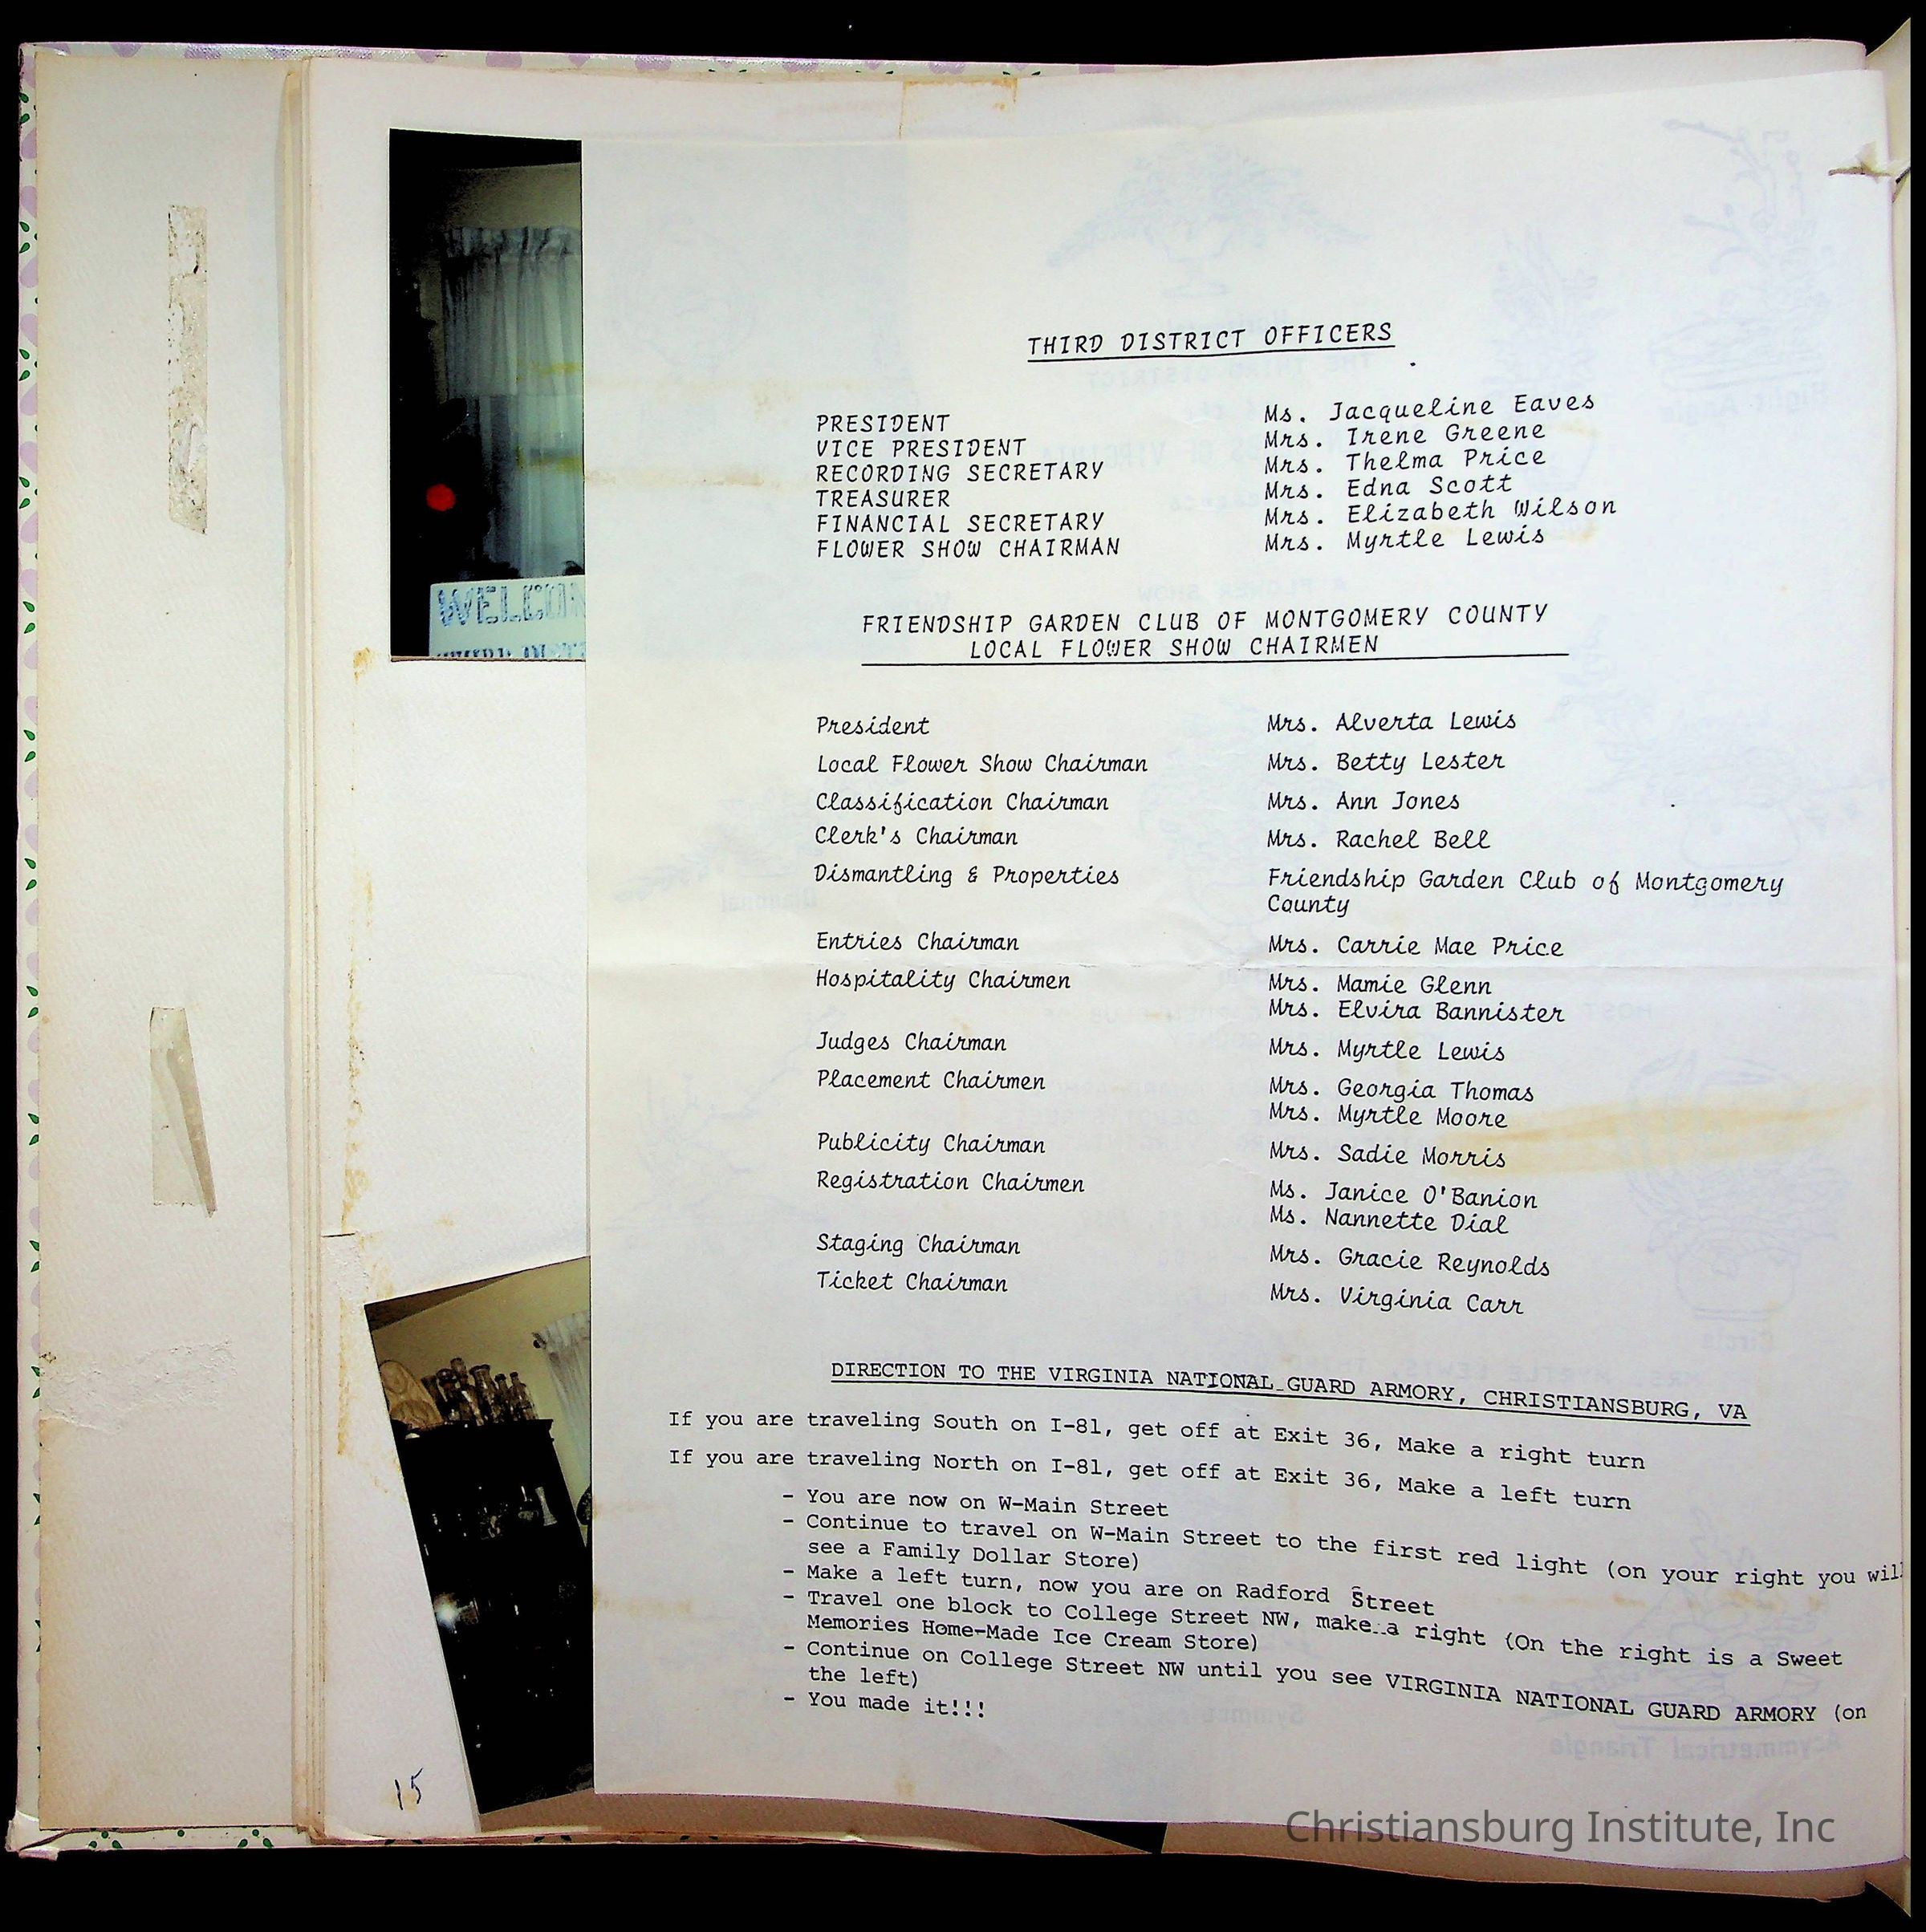 THIRD DISTRICT OFFICERS
PRESIDENT Ms. Jacqueline Eaves
VICE PRESIDENT Mrs. Irene Greene
RECORDING SECRETARY Mrs. Thelma Price
TREASURER Mrs. Edna Scott
FINANCIAL SECRETARY Mrs. Elizabeth Wilson
FLOWER SHOW CHAIRMAN Mrs. Myrtle Lewis
FRIENDSHIP GARDEN CLUB OF MONTGOMERY COUNTY
LOCAL FLOWER SHOW CHAIRMEN
President Mrs. Alverta Lewis
Local Flower Show Chairman Mrs. Betty Lester
Classification Chairman Mrs. Ann Jones
Clerk's Chairman Mrs. Rachel Bell
Dismantling & Properties Friendship Garden Club of Montgomery
County
Entries Chairman Mrs. Carrie Mae Price
Hospitality Chairmen Mrs. Mamie Glenn
Mrs. Elvira Bannister
Judges Chairman Mrs. Myrtle Lewis
Placement Chairmen Mrs. Georgia Thomas
Mrs. Myrtle Moore
Publicity Chairman Mrs. Sadie Morris
Registration Chairmen Ms. Janice O'Banion
Ms. Nannette Dial
Staging Chairman Mrs. Gracie Reynolds
Ticket Chairman Mrs. Virginia Carr
DIRECTION TO THE VIRGINIA NATIONAL GUARD ARMORY, CHRISTIANSBURG, VA
If you are traveling South on I-81, get off at Exit 36, Make a right turn
If you are traveling North on I-81, get off at Exit 36, Make a left turn
- You are now on W-Main Street
- Continue to travel on W-Main Street to the first red light (on your right you will
see a Family Dollar Store)
- Make a left turn, now you are on Radford Street
- Travel one block to College Street NW, make a right (On the right is a Sweet
Memories Home-Made Ice Cream Store)
- Continue on College Street NW until you see VIRGINIA NATIONAL GUARD ARMORY (on
the left)
- You made it!!!
WELCOM
15
Christiansburg Institute, Inc